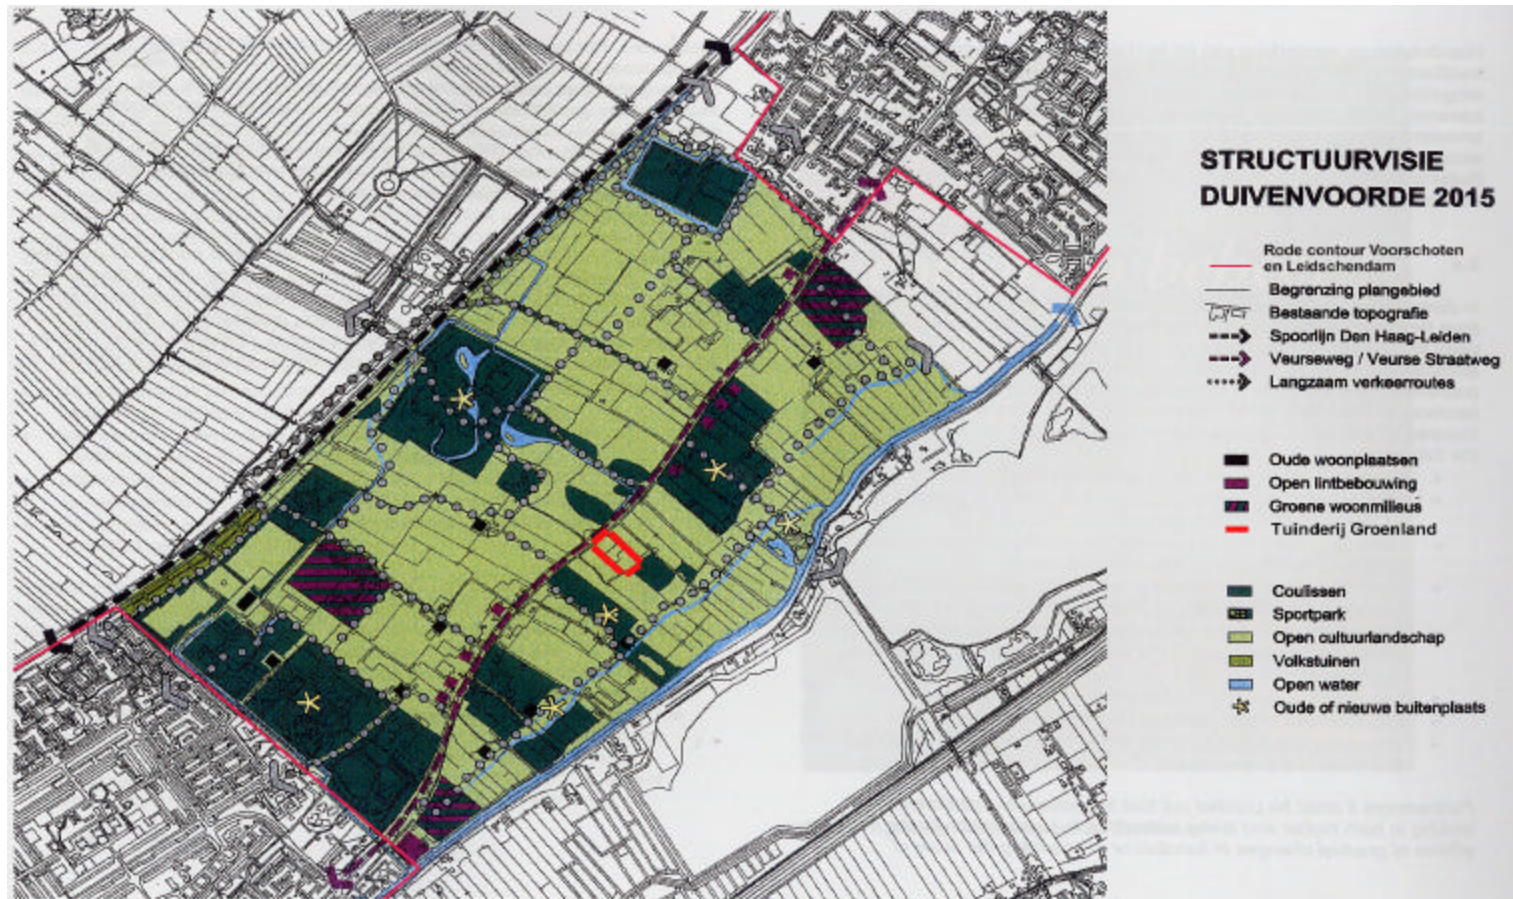 STRUCTUURVISIE
DUIVENVOORDE 2015
Rode contour Voorschoten
en Leidschendam
Begrenzing plangebied
Bestaande topografie
Spoorlijn Den Haag-Leiden
Veurseweg / Veurse Straatweg
Langzaam verkeerroutes
Oude woonplaatsen
Open lintbebouwing
Groene woonmilieus
Tuinderij Groenland
Coulissen
Sportpark
Open cultuurlandschap
Volkstuinen
Open water
Oude of nieuwe buitenplaats